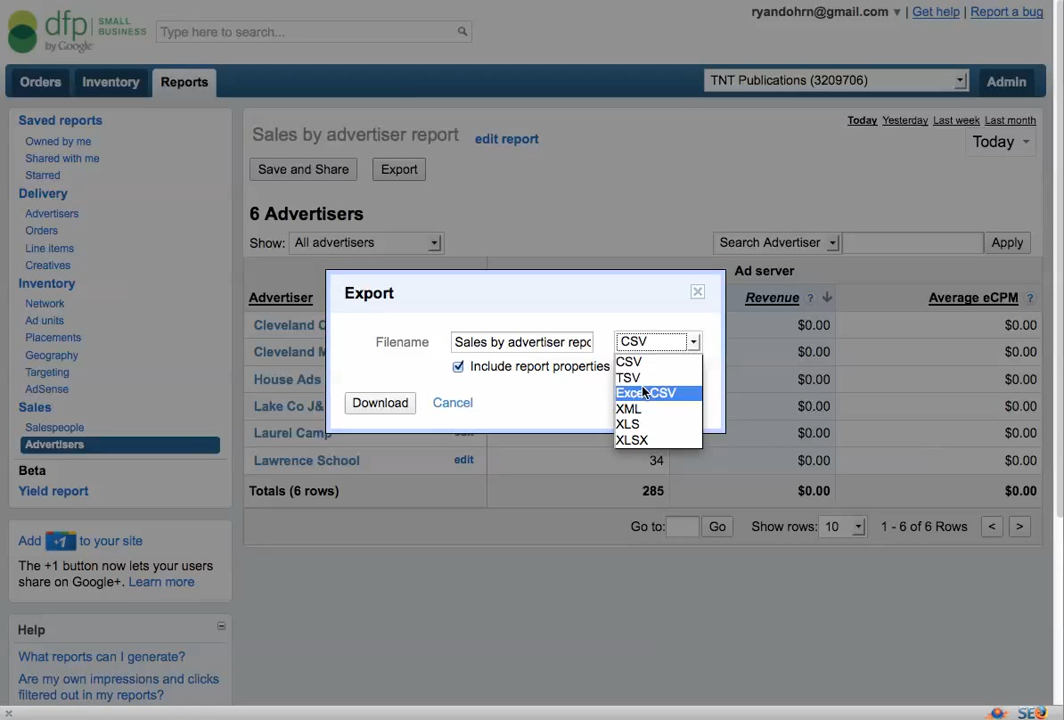 dfp SMALL BUSINESS
by Google
Type here to search...
ryandohrn@gmail.com | Get help | Report a bug
Orders Inventory Reports
TNT Publications (3209706)
Admin
Saved reports
Owned by me
Shared with me
Starred
Delivery
Advertisers
Orders
Line items
Creatives
Inventory
Network
Ad units
Placements
Geography
Targeting
AdSense
Sales
Salespeople
Advertisers
Beta
Yield report
Add +1 to your site
The +1 button now lets your users
share on Google+. Learn more
Help
What reports can I generate?
Are my own impressions and clicks
filtered out in my reports?
Today Yesterday Last week Last month
Sales by advertiser report edit report
Today
Save and Share Export
6 Advertisers
Show: All advertisers
Search Advertiser Apply
Ad server
Advertiser Revenue ? Average eCPM ?
Cleveland $0.00 $0.00
Cleveland $0.00 $0.00
House Ads $0.00 $0.00
Lake Co J& $0.00 $0.00
Laurel Camp edit $0.00 $0.00
Lawrence School edit 34 $0.00 $0.00
Totals (6 rows) 285 $0.00 $0.00
Go to: Go Show rows: 10 1 - 6 of 6 Rows < >
Export
Filename Sales by advertiser repo CSV
Include report properties
Download Cancel
CSV
TSV
Excel CSV
XML
XLS
XLSX
SEO